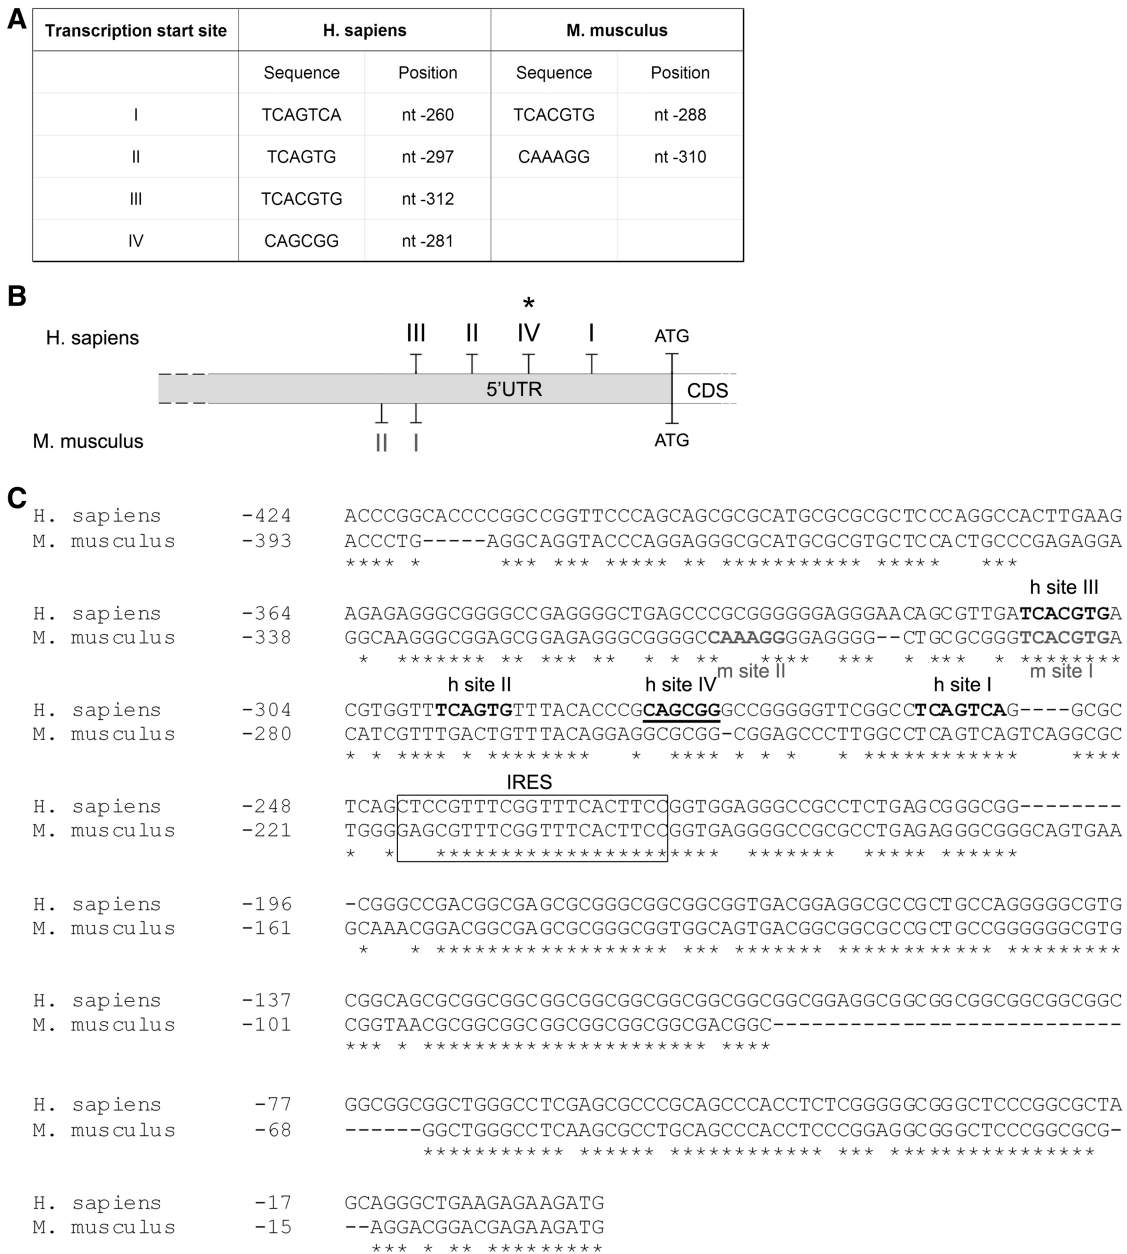 A
Transcription start site H. sapiens M. musculus
Sequence Position Sequence Position
I TCAGTCA nt -260 TCACGTG nt -288
II TCAGTG nt -297 CAAAGG nt -310
III TCACGTG nt -312
IV CAGCGG nt -281
B
*
H. sapiens III II IV I ATG
5'UTR CDS
M. musculus II I ATG
C
H. sapiens -424 ACCCGGCACCCCGGCCGGTTCCCAGCAGCGCGCATGCGCGCGCTCCCAGGCCACTTGAAG
M. musculus -393 ACCCTG-----AGGCAGGTACCCAGGAGGGCGCATGCGCGTGCTCCACTGCCCGAGAGGA
**** * *** *** ***** ** *********** ***** ***
h site III
H. sapiens -364 AGAGAGGGCGGGGCCGAGGGGCTGAGCCCGCGGGGGGAGGGAACAGCGTTGATCACGTGA
M. musculus -338 GGCAAGGGCGGAGCGGAGAGGGCGGGGCCAAAGGGGAGGGG--CTGCGCGGGTCACGTGA
* ******* ** *** ** * * ** **** *** * *** * ********
m site II m site I
h site II h site IV h site I
H. sapiens -304 CGTGGTTTCAGTGTTTACACCCGCAGCGGGCCGGGGGTTCGGCCTCAGTCAG----GCGC
M. musculus -280 CATCGTTTGACTGTTTACAGGAGGCGCGG-CGGAGCCCTTGGCCTCAGTCAGTCAGGCGC
* * **** * ******** * **** * * * * ************ ****
IRES
H. sapiens -248 TCAGCTCCGTTTCGGTTTCACTTCCGGTGGAGGGCCGCCTCTGAGCGGGCGG--------
M. musculus -221 TGGGGAGCGTTTCGGTTTCACTTCCGGTGAGGGGCCGCGCCTGAGAGGGCGGGCAGTGAA
* * ********************** ******* ***** ******
H. sapiens -196 -CGGGCCGACGGCGAGCGCGGGCGGCGGCGGTGACGGAGGCGCCGCTGCCAGGGGGCGTG
M. musculus -161 GCAAACGGACGGCGAGCGCGGGCGGTGGCAGTGACGGCGGCGCCGCTGCCGGGGGGCGTG
* * ****************** *** ******* ************ *********
H. sapiens -137 CGGCAGCGCGGCGGCGGCGGCGGCGGCGGCGGCGGCGGAGGCGGCGGCGGCGGCGGCGGC
M. musculus -101 CGGTAACGCGGCGGCGGCGGCGGCGGCGACGGC---------------------------
*** * ********************** ****
H. sapiens -77 GGCGGCGGCTGGGCCTCGAGCGCCCGCAGCCCACCTCTCGGGGGCGGGCTCCCGGCGCTA
M. musculus -68 ------GGCTGGGCCTCAAGCGCCTGCAGCCCACCTCCCGGAGGCGGGCTCCCGGCGCG-
*********** ****** ************ *** ****************
H. sapiens -17 GCAGGGCTGAAGAGAAGATG
M. musculus -15 --AGGACGGACGAGAAGATG
*** * ** *********